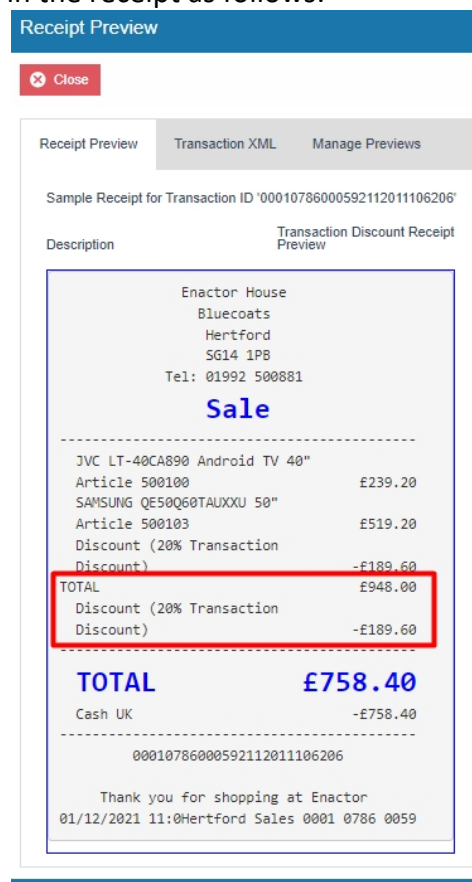 in the receipt as follows:
Receipt Preview
Close
Receipt Preview Transaction XML Manage Previews
Sample Receipt for Transaction ID '00010786000592112011106206'
Description Transaction Discount Receipt Preview
Enactor House
Bluecoats
Hertford
SG14 1PB
Tel: 01992 500881
Sale
JVC LT-40CA890 Android TV 40"
Article 500100 £239.20
SAMSUNG QE50Q60TAUXXU 50"
Article 500103 £519.20
Discount (20% Transaction
Discount) -£189.60
TOTAL £948.00
Discount (20% Transaction
Discount) -£189.60
TOTAL £758.40
Cash UK -£758.40
00010786000592112011106206
Thank you for shopping at Enactor
01/12/2021 11:0Hertford Sales 0001 0786 0059